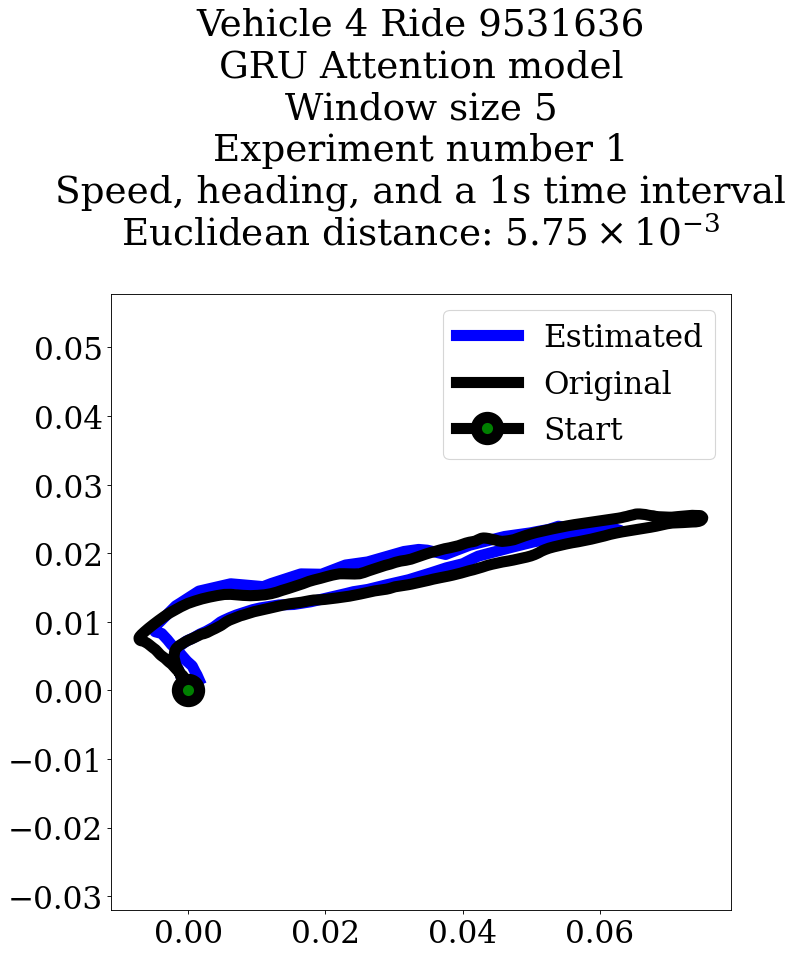 Vehicle 4 Ride 9531636
GRU Attention model
Window size 5
Experiment number 1
Speed, heading, and a 1s time interval
Euclidean distance: 5.75 × 10⁻³
Estimated
Original
Start
0.05
0.04
0.03
0.02
0.01
0.00
−0.01
−0.02
−0.03
0.00 0.02 0.04 0.06